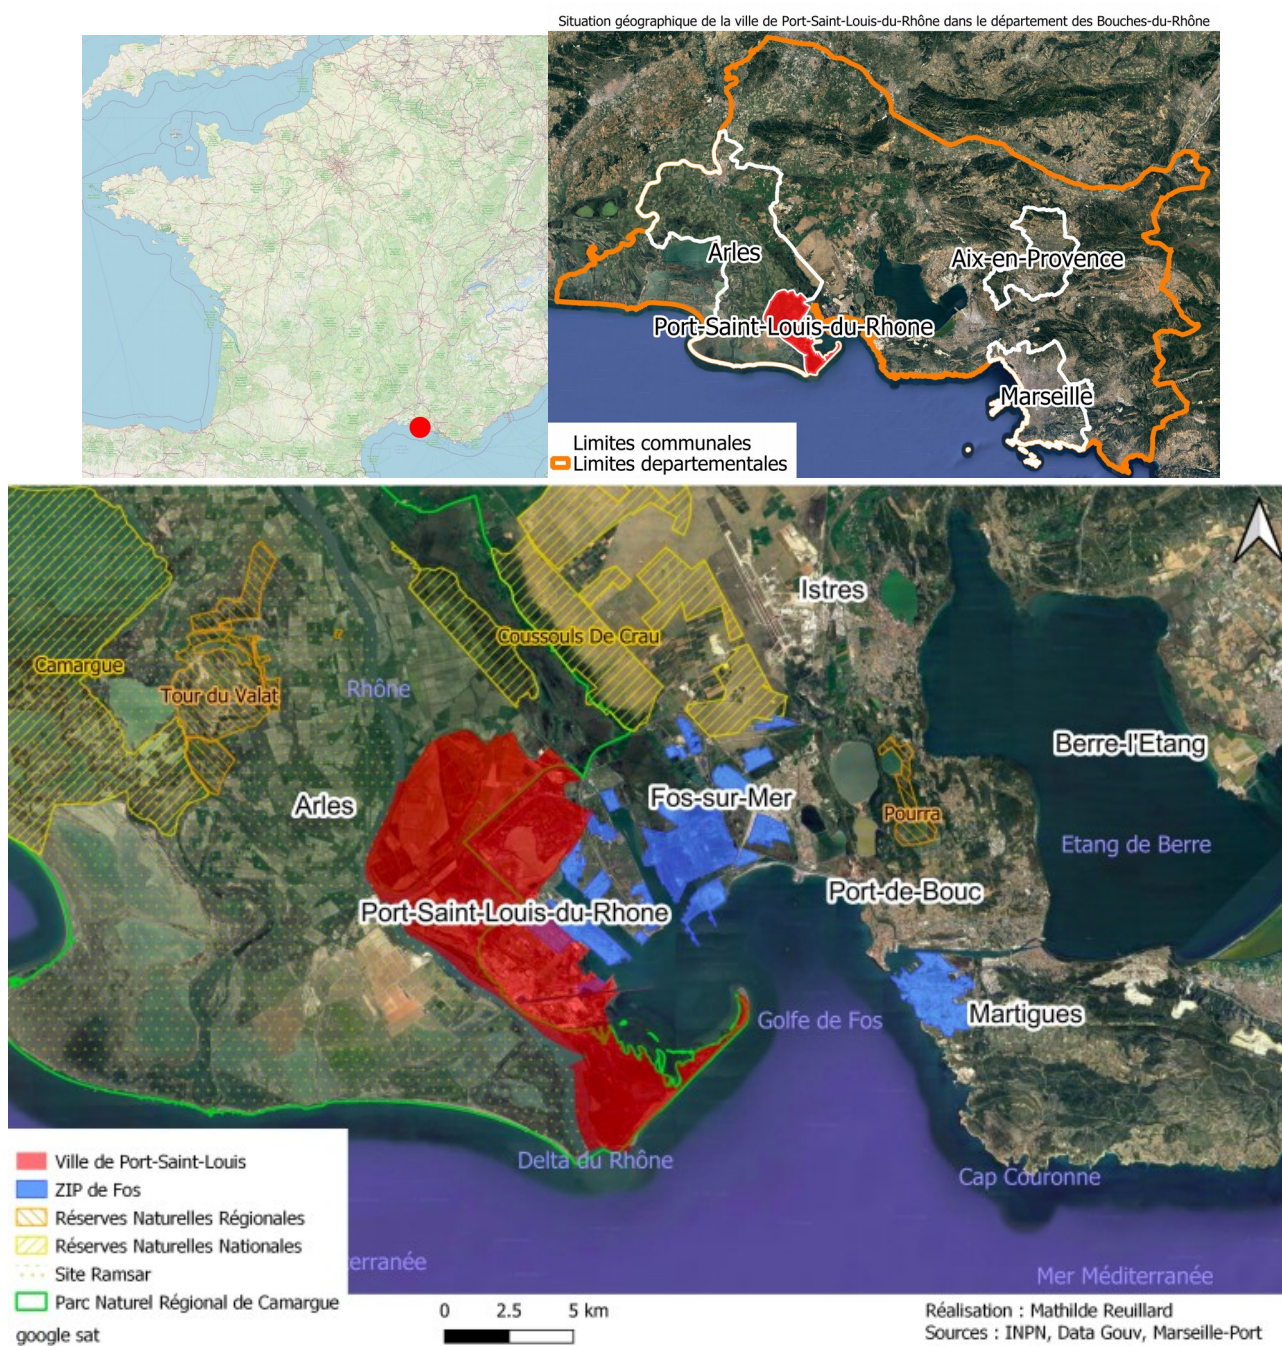 Situation géographique de la ville de Port-Saint-Louis-du-Rhône dans le département des Bouches-du-Rhône
Arles
Aix-en-Provence
Port-Saint-Louis-du-Rhone
Marseille
Limites communales
Limites departementales
Istres
Coussouls De Crau
Camargue
Tour du Valat
Rhône
Berre-l'Etang
Fos-sur-Mer
Arles
Pourra
Etang de Berre
Port-de-Bouc
Port-Saint-Louis-du-Rhone
Golfe de Fos
Martigues
Delta du Rhône
Cap Couronne
Ville de Port-Saint-Louis
ZIP de Fos
Réserves Naturelles Régionales
Réserves Naturelles Nationales
Site Ramsar
Parc Naturel Régional de Camargue
google sat
erranée
Mer Méditerranée
0 2.5 5 km
Réalisation : Mathilde Reuillard
Sources : INPN, Data Gouv, Marseille-Port